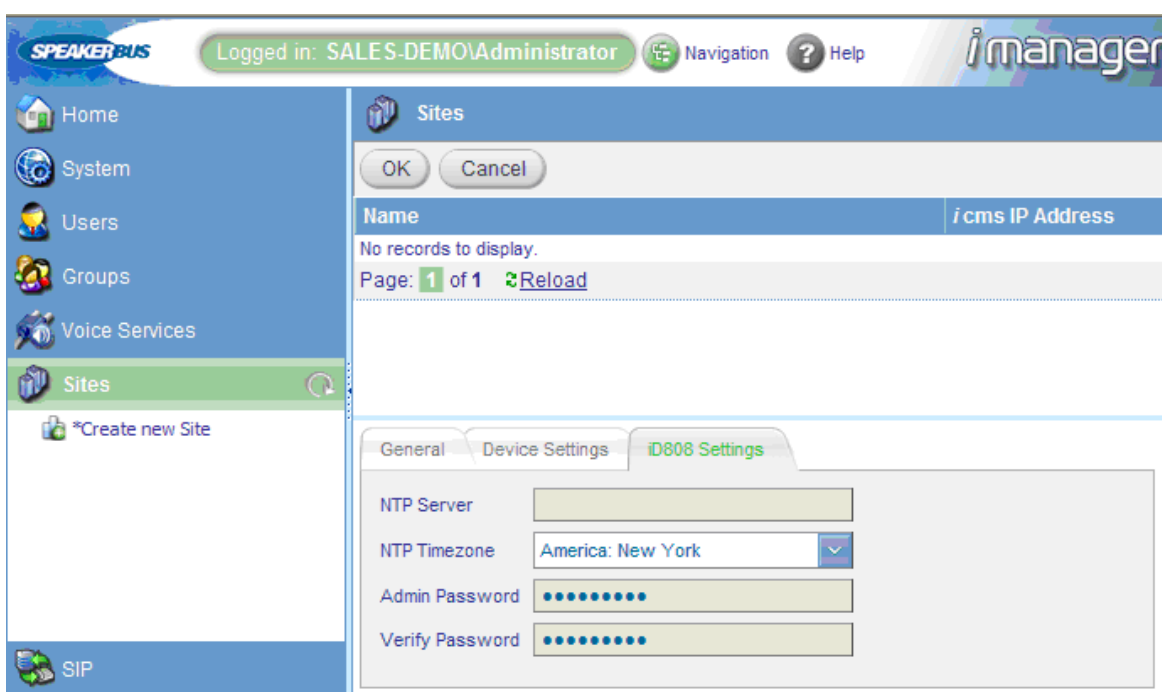 SPEAKERBUS
Logged in: SALES-DEMO\Administrator
Navigation
? Help
i manager
Home
System
Users
Groups
Voice Services
Sites
*Create new Site
SIP
Sites
OK
Cancel
Name
i cms IP Address
No records to display.
Page: 1 of 1
Reload
General
Device Settings
iD808 Settings
NTP Server
NTP Timezone
America: New York
Admin Password
•••••••••
Verify Password
•••••••••